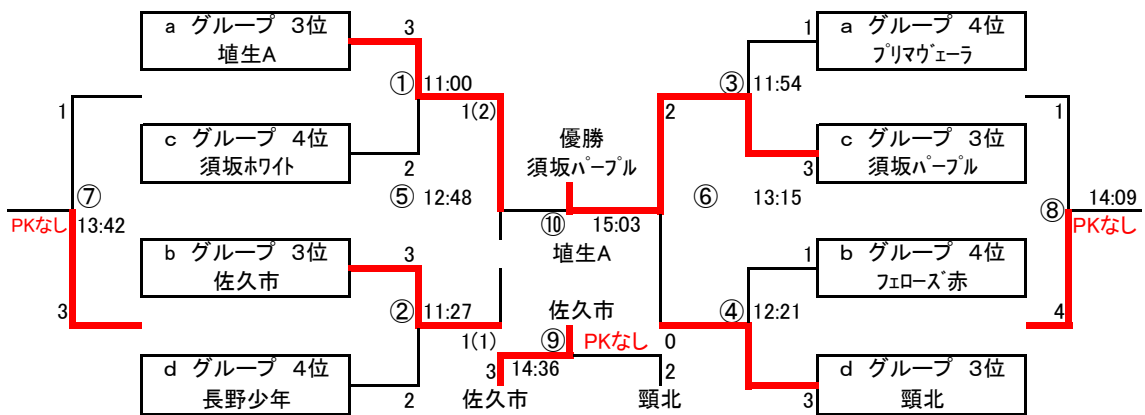 a グループ 3位
埴生A
3
① 11:00
1(2)
c グループ 4位
須坂ホワイト
2
1
⑦
PKなし 13:42
3
⑤ 12:48
b グループ 3位
佐久市
3
② 11:27
1(1)
d グループ 4位
長野少年
2
優勝
須坂パープル
⑩ 15:03
埴生A
佐久市
⑨ PKなし
3 14:36 2
佐久市 頸北
1
a グループ 4位
プリマヴェーラ
③ 11:54
2
c グループ 3位
須坂パープル
3
⑥ 13:15
1
b グループ 4位
フェローズ赤
④ 12:21
0
d グループ 3位
頸北
3
1
14:09
⑧ PKなし
4